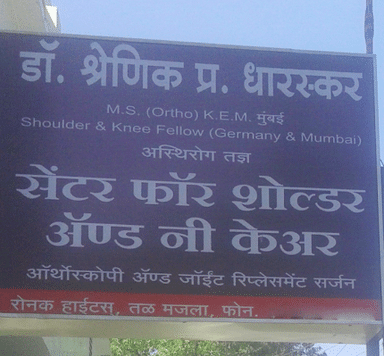 डॉ. श्रेणिक प्र. धारस्कर
M.S. (Ortho) K.E.M. मुंबई
Shoulder & Knee Fellow (Germany & Mumbai)
अस्थिरोग तज्ञ
सेंटर फॉर शोल्डर
ॲण्ड नी केअर
ऑर्थोस्कोपी ॲण्ड जॉईंट रिप्लेसमेंट सर्जन
रोनक हाईटस्, तळ मजला, फोन.